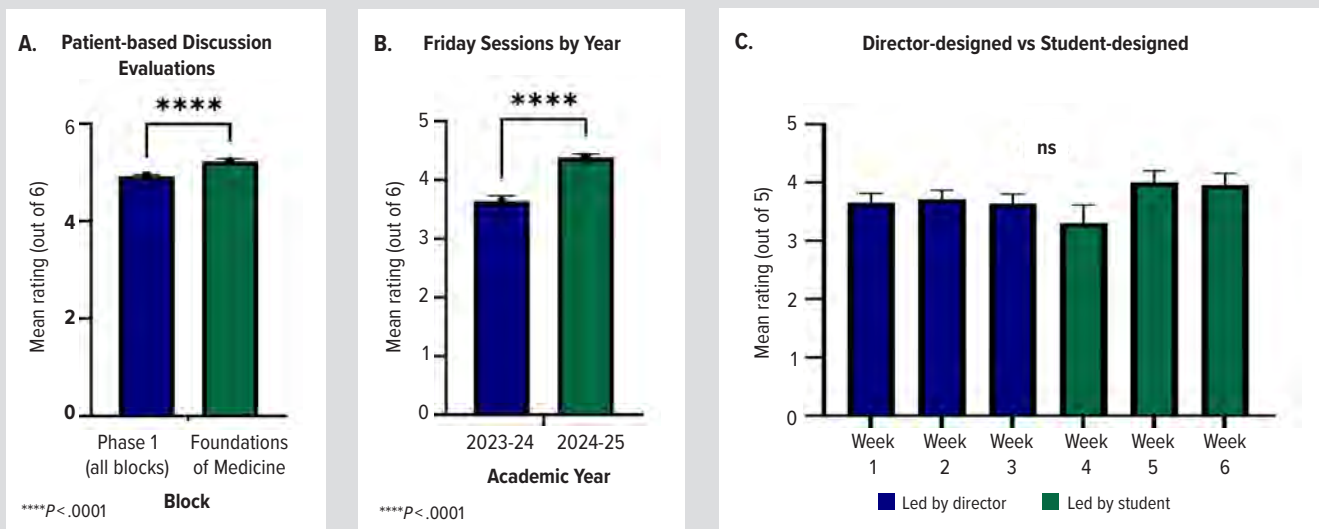 A. Patient-based Discussion
Evaluations
****
Mean rating (out of 6)
6
4
2
0
Phase 1
(all blocks)
Foundations
of Medicine
Block
****P<.0001
B. Friday Sessions by Year
****
Mean rating (out of 6)
5
4
3
2
1
0
2023-24 2024-25
Academic Year
****P<.0001
C. Director-designed vs Student-designed
ns
Mean rating (out of 5)
5
4
3
2
1
0
Week
1
Week
2
Week
3
Week
4
Week
5
Week
6
Led by director Led by student